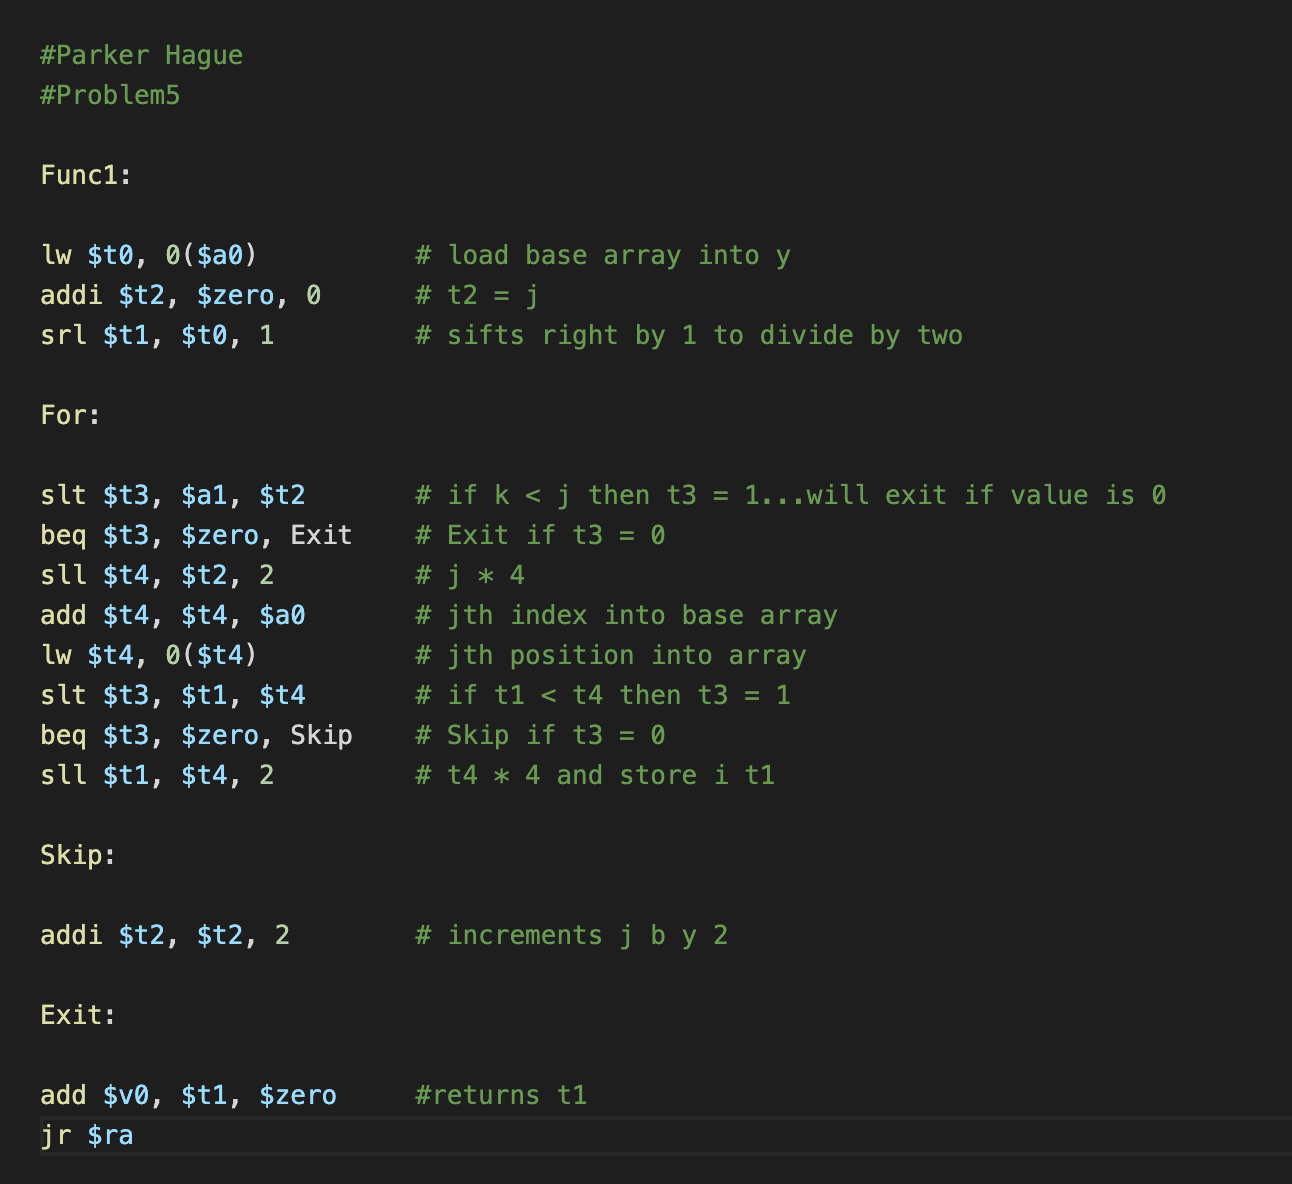 #Parker Hague
#Problem5
Func1:
lw $t0, 0($a0)          # load base array into y
addi $t2, $zero, 0      # t2 = j
srl $t1, $t0, 1         # sifts right by 1 to divide by two
For:
slt $t3, $a1, $t2       # if k < j then t3 = 1...will exit if value is 0
beq $t3, $zero, Exit    # Exit if t3 = 0
sll $t4, $t2, 2         # j * 4
add $t4, $t4, $a0       # jth index into base array
lw $t4, 0($t4)          # jth position into array
slt $t3, $t1, $t4       # if t1 < t4 then t3 = 1
beq $t3, $zero, Skip    # Skip if t3 = 0
sll $t1, $t4, 2         # t4 * 4 and store i t1
Skip:
addi $t2, $t2, 2        # increments j b y 2
Exit:
add $v0, $t1, $zero     #returns t1
jr $ra